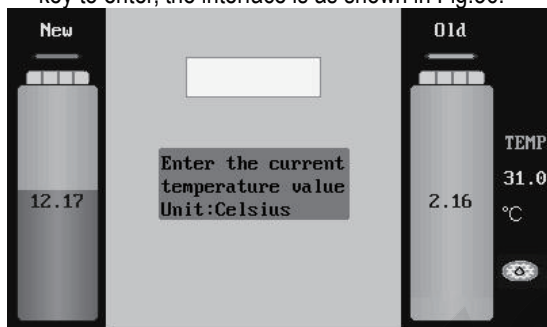 key to enter, the interface is as shown in Fig.30.
New
Old
Enter the current
temperature value
Unit:Celsius
12.17
2.16
TEMP
31.0
°C